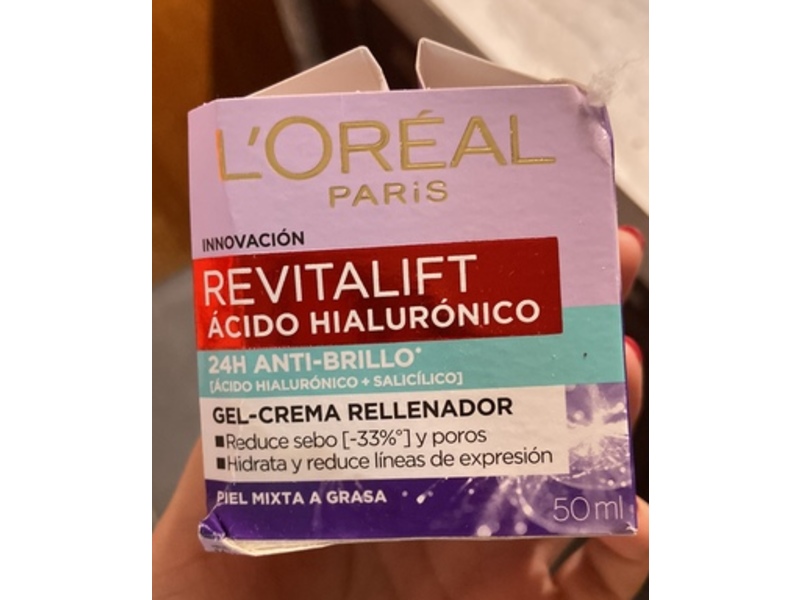 L'ORÉAL
PARiS
INNOVACIÓN
REVITALIFT
ÁCIDO HIALURÓNICO
24H ANTI-BRILLO*
[ÁCIDO HIALURÓNICO + SALICÍLICO]
GEL-CREMA RELLENADOR
▪Reduce sebo [-33%°] y poros
▪Hidrata y reduce líneas de expresión
PIEL MIXTA A GRASA
50 ml